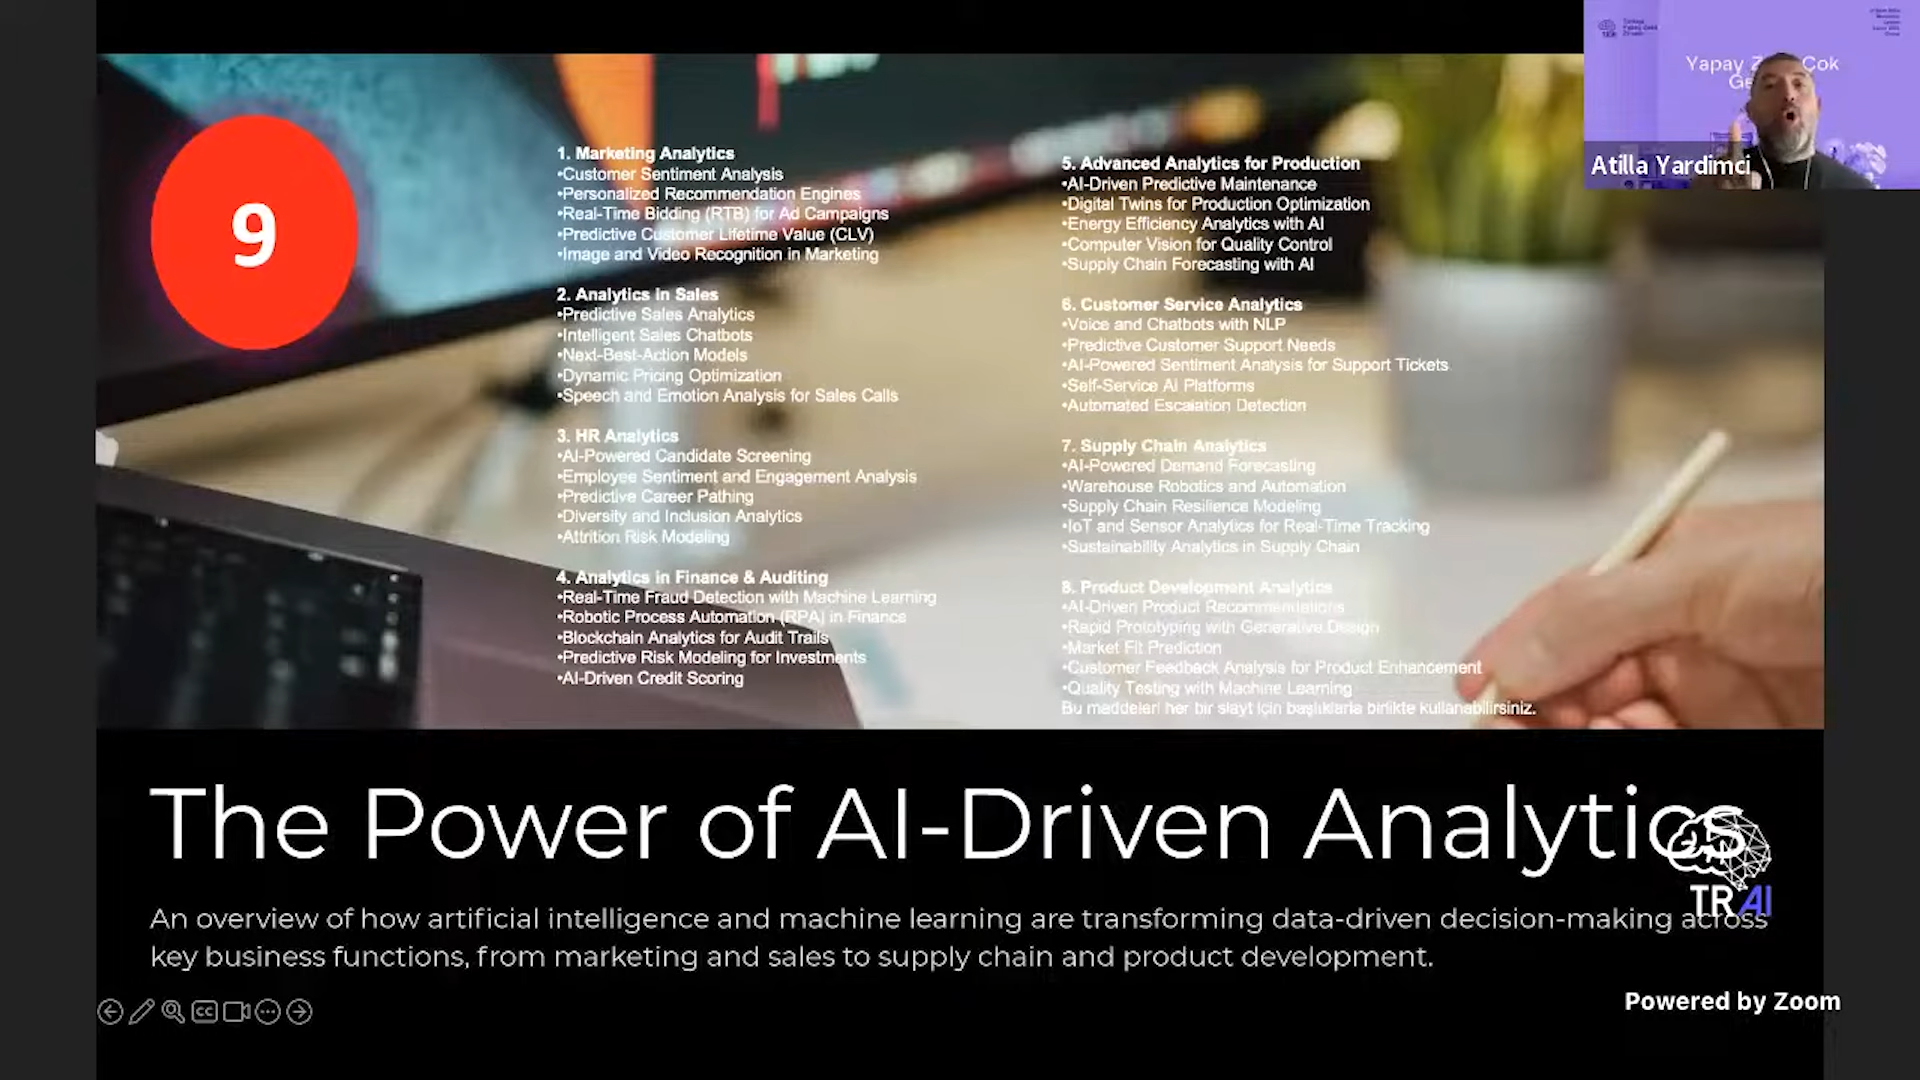 9
1. Marketing Analytics
•Customer Sentiment Analysis
•Personalized Recommendation Engines
•Real-Time Bidding (RTB) for Ad Campaigns
•Predictive Customer Lifetime Value (CLV)
•Image and Video Recognition in Marketing
2. Analytics in Sales
•Predictive Sales Analytics
•Intelligent Sales Chatbots
•Next-Best-Action Models
•Dynamic Pricing Optimization
•Speech and Emotion Analysis for Sales Calls
3. HR Analytics
•AI-Powered Candidate Screening
•Employee Sentiment and Engagement Analysis
•Predictive Career Pathing
•Diversity and Inclusion Analytics
•Attrition Risk Modeling
4. Analytics in Finance & Auditing
•Real-Time Fraud Detection with Machine Learning
•Robotic Process Automation (RPA) in Finance
•Blockchain Analytics for Audit Trails
•Predictive Risk Modeling for Investments
•AI-Driven Credit Scoring
5. Advanced Analytics for Production
•AI-Driven Predictive Maintenance
•Digital Twins for Production Optimization
•Energy Efficiency Analytics with AI
•Computer Vision for Quality Control
•Supply Chain Forecasting with AI
6. Customer Service Analytics
•Voice and Chatbots with NLP
•Predictive Customer Support Needs
•AI-Powered Sentiment Analysis for Support Tickets
•Self-Service AI Platforms
•Automated Escalation Detection
7. Supply Chain Analytics
•AI-Powered Demand Forecasting
•Warehouse Robotics and Automation
•Supply Chain Resilience Modeling
•IoT and Sensor Analytics for Real-Time Tracking
•Sustainability Analytics in Supply Chain
8. Product Development Analytics
•AI-Driven Product Recommendations
•Rapid Prototyping with Generative Design
•Market Fit Prediction
•Customer Feedback Analysis for Product Enhancement
•Quality Testing with Machine Learning
Bu maddeleri her bir slayt için başlıklarla birlikte kullanabilirsiniz.
Yapay
Atilla Yardimci
The Power of AI-Driven Analytics
TRAI
An overview of how artificial intelligence and machine learning are transforming data-driven decision-making across
key business functions, from marketing and sales to supply chain and product development.
CC
Powered by Zoom